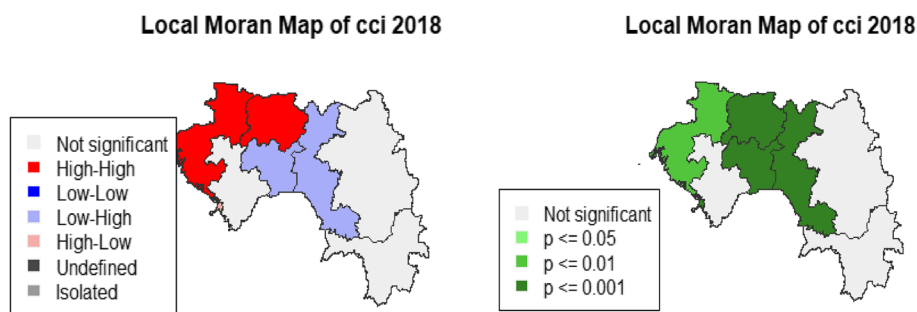 Local Moran Map of cci 2018
Not significant
High-High
Low-Low
Low-High
High-Low
Undefined
Isolated
Local Moran Map of cci 2018
Not significant
p <= 0.05
p <= 0.01
p <= 0.001